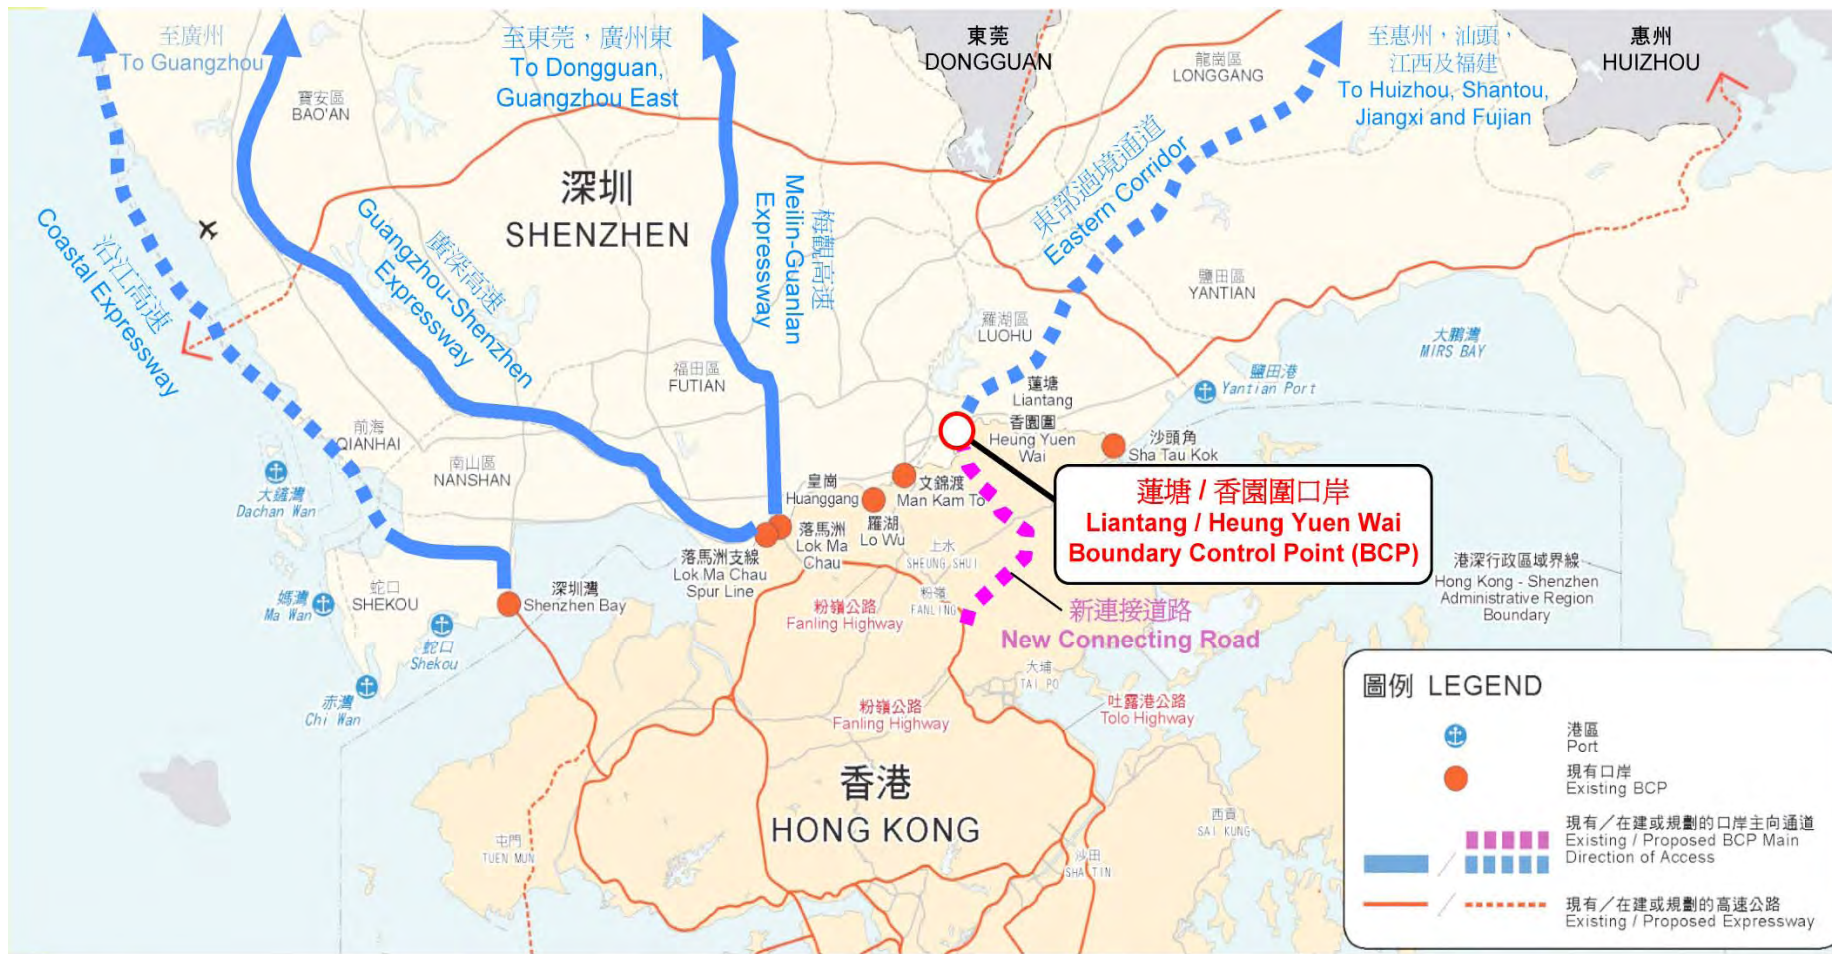 至廣州
To Guangzhou
寶安區
BAO'AN
至東莞，廣州東
To Dongguan,
Guangzhou East
東莞
DONGGUAN
龍崗區
LONGGANG
至惠州，汕頭，
江西及福建
To Huizhou, Shantou,
Jiangxi and Fujian
惠州
HUIZHOU
深圳
SHENZHEN
沿江高速
Coastal Expressway
廣深高速
Guangzhou-Shenzhen
Expressway
梅觀高速
Meilin-Guanlan
Expressway
東部過境通道
Eastern Corridor
鹽田區
YANTIAN
羅湖區
LUOHU
大鵬灣
MIRS BAY
鹽田港
Yantian Port
福田區
FUTIAN
蓮塘
Liantang
香園圍
Heung Yuen
Wai
沙頭角
Sha Tau Kok
前海
QIANHAI
南山區
NANSHAN
大鏟灣
Dachan Wan
皇崗
Huanggang
文錦渡
Man Kam To
羅湖
Lo Wu
落馬洲
Lok Ma
Chau
落馬洲支線
Lok Ma Chau
Spur Line
上水
SHEUNG SHUI
粉嶺
FANLING
蓮塘 / 香園圍口岸
Liantang / Heung Yuen Wai
Boundary Control Point (BCP)
港深行政區域界線
Hong Kong - Shenzhen
Administrative Region
Boundary
媽灣
Ma Wan
蛇口
SHEKOU
深圳灣
Shenzhen Bay
蛇口
Shekou
赤灣
Chi Wan
粉嶺公路
Fanling Highway
新連接道路
New Connecting Road
大埔
TAI PO
粉嶺公路
Fanling Highway
吐露港公路
Tolo Highway
香港
HONG KONG
屯門
TUEN MUN
西貢
SAI KUNG
沙田
SHA TIN
圖例 LEGEND
港區
Port
現有口岸
Existing BCP
現有／在建或規劃的口岸主向通道
Existing / Proposed BCP Main
Direction of Access
現有／在建或規劃的高速公路
Existing / Proposed Expressway